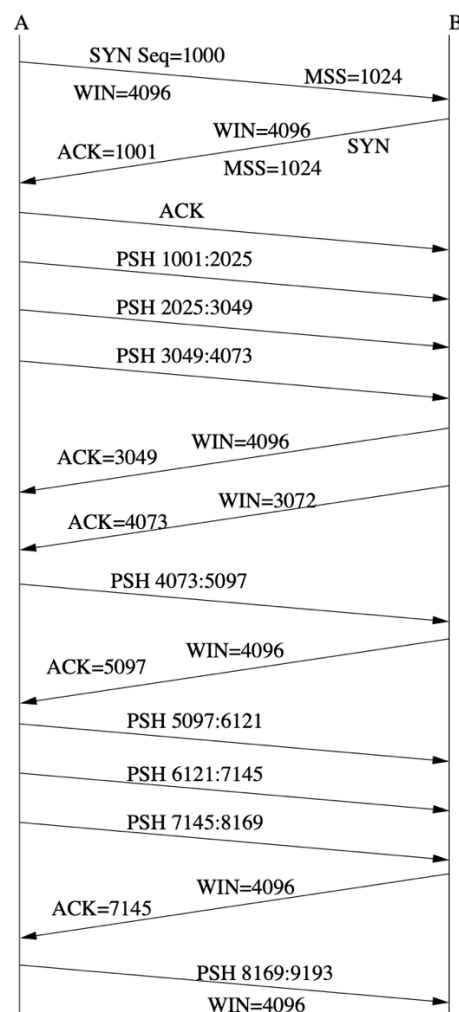 A
B
SYN Seq=1000
MSS=1024
WIN=4096
WIN=4096
SYN
ACK=1001
MSS=1024
ACK
PSH 1001:2025
PSH 2025:3049
PSH 3049:4073
WIN=4096
ACK=3049
WIN=3072
ACK=4073
PSH 4073:5097
WIN=4096
ACK=5097
PSH 5097:6121
PSH 6121:7145
PSH 7145:8169
WIN=4096
ACK=7145
PSH 8169:9193
WIN=4096